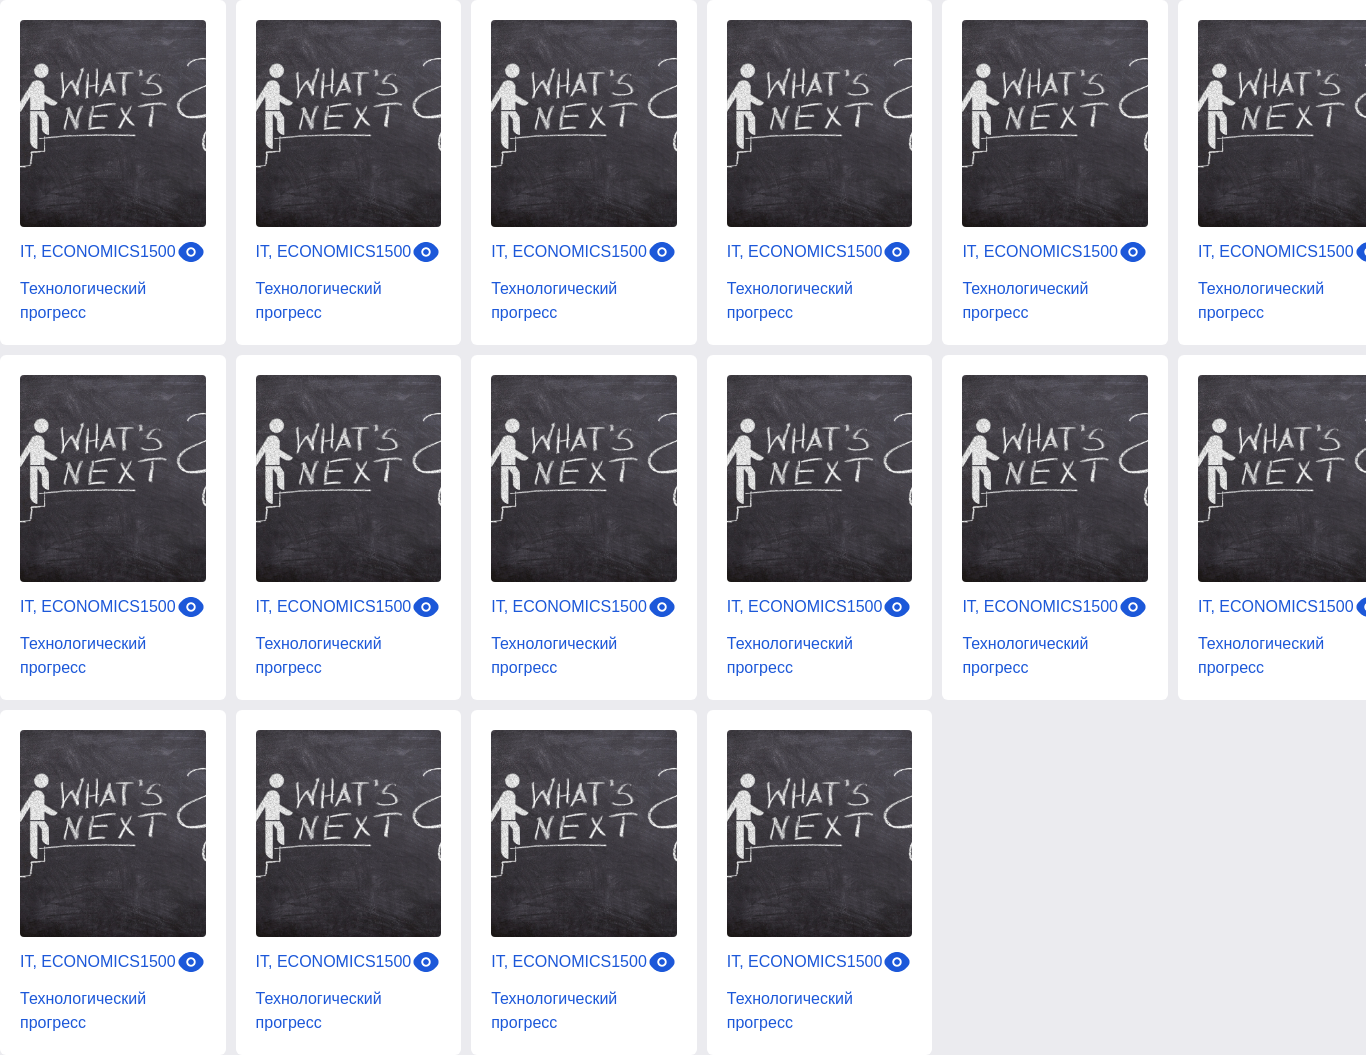 WHAT'S
NEXT
IT, ECONOMICS1500
Технологический
прогресс
WHAT'S
NEXT
IT, ECONOMICS1500
Технологический
прогресс
WHAT'S
NEXT
IT, ECONOMICS1500
Технологический
прогресс
WHAT'S
NEXT
IT, ECONOMICS1500
Технологический
прогресс
WHAT'S
NEXT
IT, ECONOMICS1500
Технологический
прогресс
WHAT'S
NEXT
IT, ECONOMICS1500
Технологический
прогресс
WHAT'S
NEXT
IT, ECONOMICS1500
Технологический
прогресс
WHAT'S
NEXT
IT, ECONOMICS1500
Технологический
прогресс
WHAT'S
NEXT
IT, ECONOMICS1500
Технологический
прогресс
WHAT'S
NEXT
IT, ECONOMICS1500
Технологический
прогресс
WHAT'S
NEXT
IT, ECONOMICS1500
Технологический
прогресс
WHAT'S
NEXT
IT, ECONOMICS1500
Технологический
прогресс
WHAT'S
NEXT
IT, ECONOMICS1500
Технологический
прогресс
WHAT'S
NEXT
IT, ECONOMICS1500
Технологический
прогресс
WHAT'S
NEXT
IT, ECONOMICS1500
Технологический
прогресс
WHAT'S
NEXT
IT, ECONOMICS1500
Технологический
прогресс